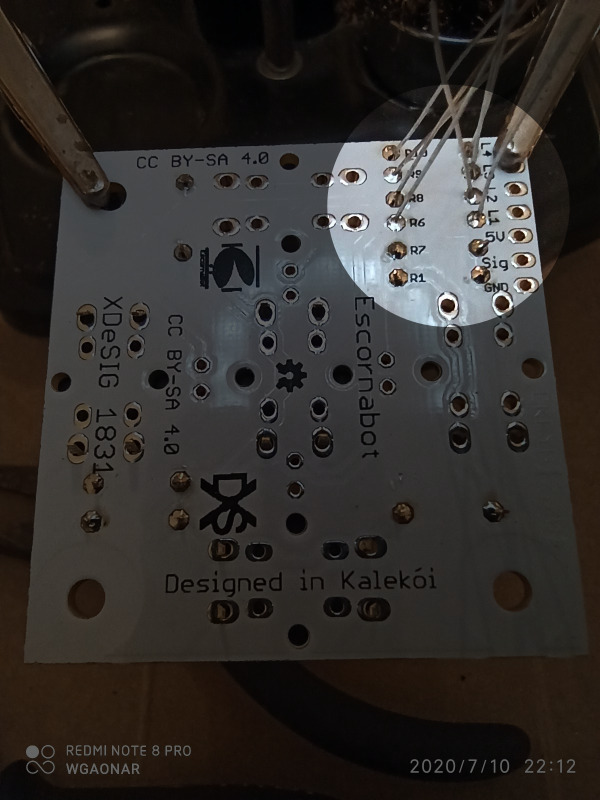 CC BY-SA 4.0
R10
R9
R8
R6
R7
R1
L4
L2
L1
5V
Sig
GND
XDeSIG 1831
CC BY-SA 4.0
Escornabot
XDS
Designed in Kalekói
REDMI NOTE 8 PRO
WGAONAR
2020/7/10 22:12